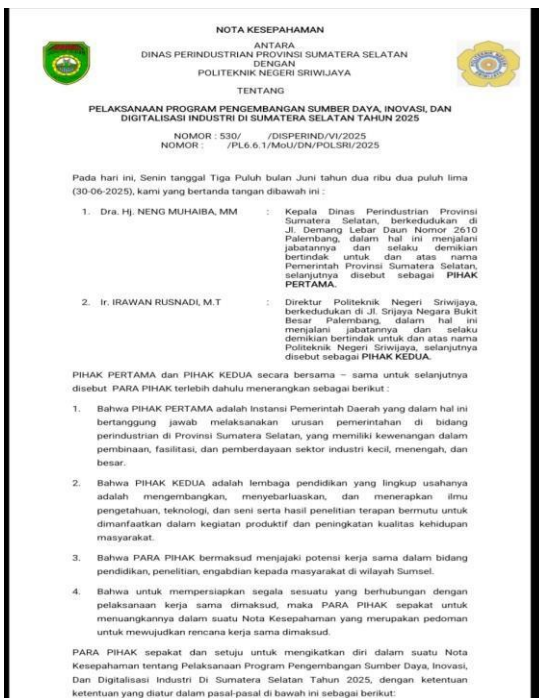 NOTA KESEPAHAMAN
ANTARA
DINAS PERINDUSTRIAN PROVINSI SUMATERA SELATAN
DENGAN
POLITEKNIK NEGERI SRIWIJAYA
TENTANG
PELAKSANAAN PROGRAM PENGEMBANGAN SUMBER DAYA, INOVASI, DAN
DIGITALISASI INDUSTRI DI SUMATERA SELATAN TAHUN 2025
NOMOR : 530/ /DISPERIND/VI/2025
NOMOR : /PL6.6.1/MoU/DN/POLSRI/2025
Pada hari ini, Senin tanggal Tiga Puluh bulan Juni tahun dua ribu dua puluh lima
(30-06-2025), kami yang bertanda tangan dibawah ini :
1. Dra. Hj. NENG MUHAIBA, MM : Kepala Dinas Perindustrian Provinsi
Sumatera Selatan, berkedudukan di
Jl. Demang Lebar Daun Nomor 2610
Palembang, dalam hal ini menjalani
jabatannya dan selaku demikian
bertindak untuk dan atas nama
Pemerintah Provinsi Sumatera Selatan,
selanjutnya disebut sebagai PIHAK
PERTAMA.
2. Ir. IRAWAN RUSNADI, M.T : Direktur Politeknik Negeri Sriwijaya,
berkedudukan di Jl. Srijaya Negara Bukit
Besar Palembang, dalam hal ini
menjalani jabatannya dan selaku
demikian bertindak untuk dan atas nama
Politeknik Negeri Sriwijaya, selanjutnya
disebut sebagai PIHAK KEDUA.
PIHAK PERTAMA dan PIHAK KEDUA secara bersama – sama untuk selanjutnya
disebut PARA PIHAK terlebih dahulu menerangkan sebagai berikut :
1. Bahwa PIHAK PERTAMA adalah Instansi Pemerintah Daerah yang dalam hal ini
bertanggung jawab melaksanakan urusan pemerintahan di bidang
perindustrian di Provinsi Sumatera Selatan, yang memiliki kewenangan dalam
pembinaan, fasilitasi, dan pemberdayaan sektor industri kecil, menengah, dan
besar.
2. Bahwa PIHAK KEDUA adalah lembaga pendidikan yang lingkup usahanya
adalah mengembangkan, menyebarluaskan, dan menerapkan ilmu
pengetahuan, teknologi, dan seni serta hasil penelitian terapan bermutu untuk
dimanfaatkan dalam kegiatan produktif dan peningkatan kualitas kehidupan
masyarakat.
3. Bahwa PARA PIHAK bermaksud menjajaki potensi kerja sama dalam bidang
pendidikan, penelitian, engabdian kepada masyarakat di wilayah Sumsel.
4. Bahwa untuk mempersiapkan segala sesuatu yang berhubungan dengan
pelaksanaan kerja sama dimaksud, maka PARA PIHAK sepakat untuk
menuangkannya dalam suatu Nota Kesepahaman yang merupakan pedoman
untuk mewujudkan rencana kerja sama dimaksud.
PARA PIHAK sepakat dan setuju untuk mengikatkan diri dalam suatu Nota
Kesepahaman tentang Pelaksanaan Program Pengembangan Sumber Daya, Inovasi,
Dan Digitalisasi Industri Di Sumatera Selatan Tahun 2025, dengan ketentuan
ketentuan yang diatur dalam pasal-pasal di bawah ini sebagai berikut: